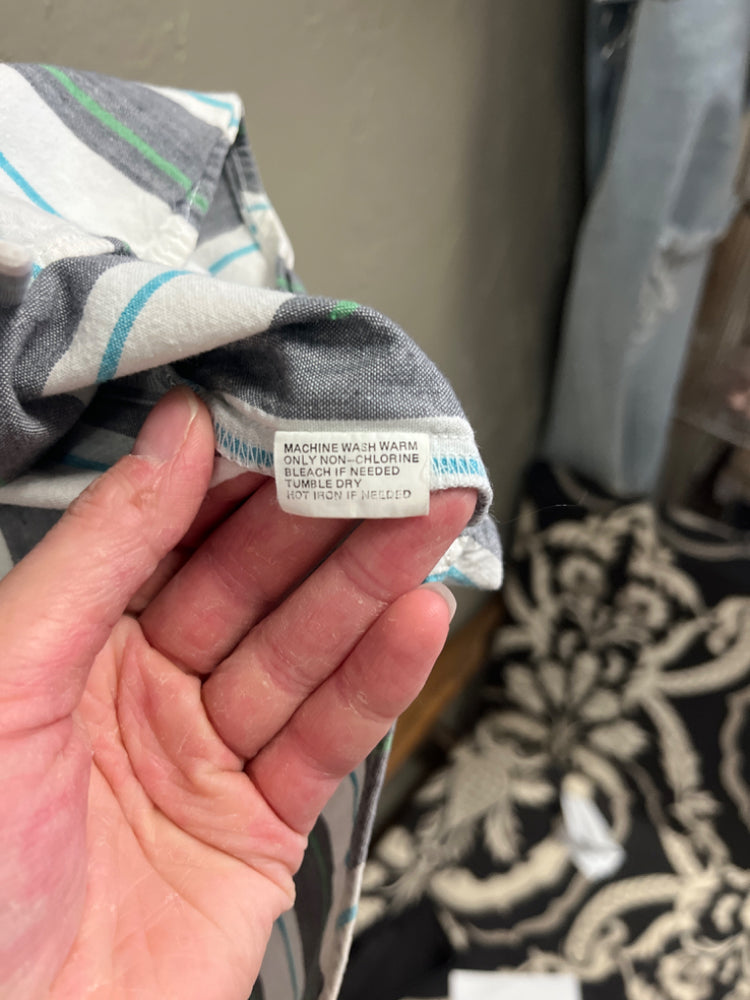 MACHINE WASH WARM
ONLY NON-CHLORINE
BLEACH IF NEEDED
TUMBLE DRY
HOT IRON IF NEEDED